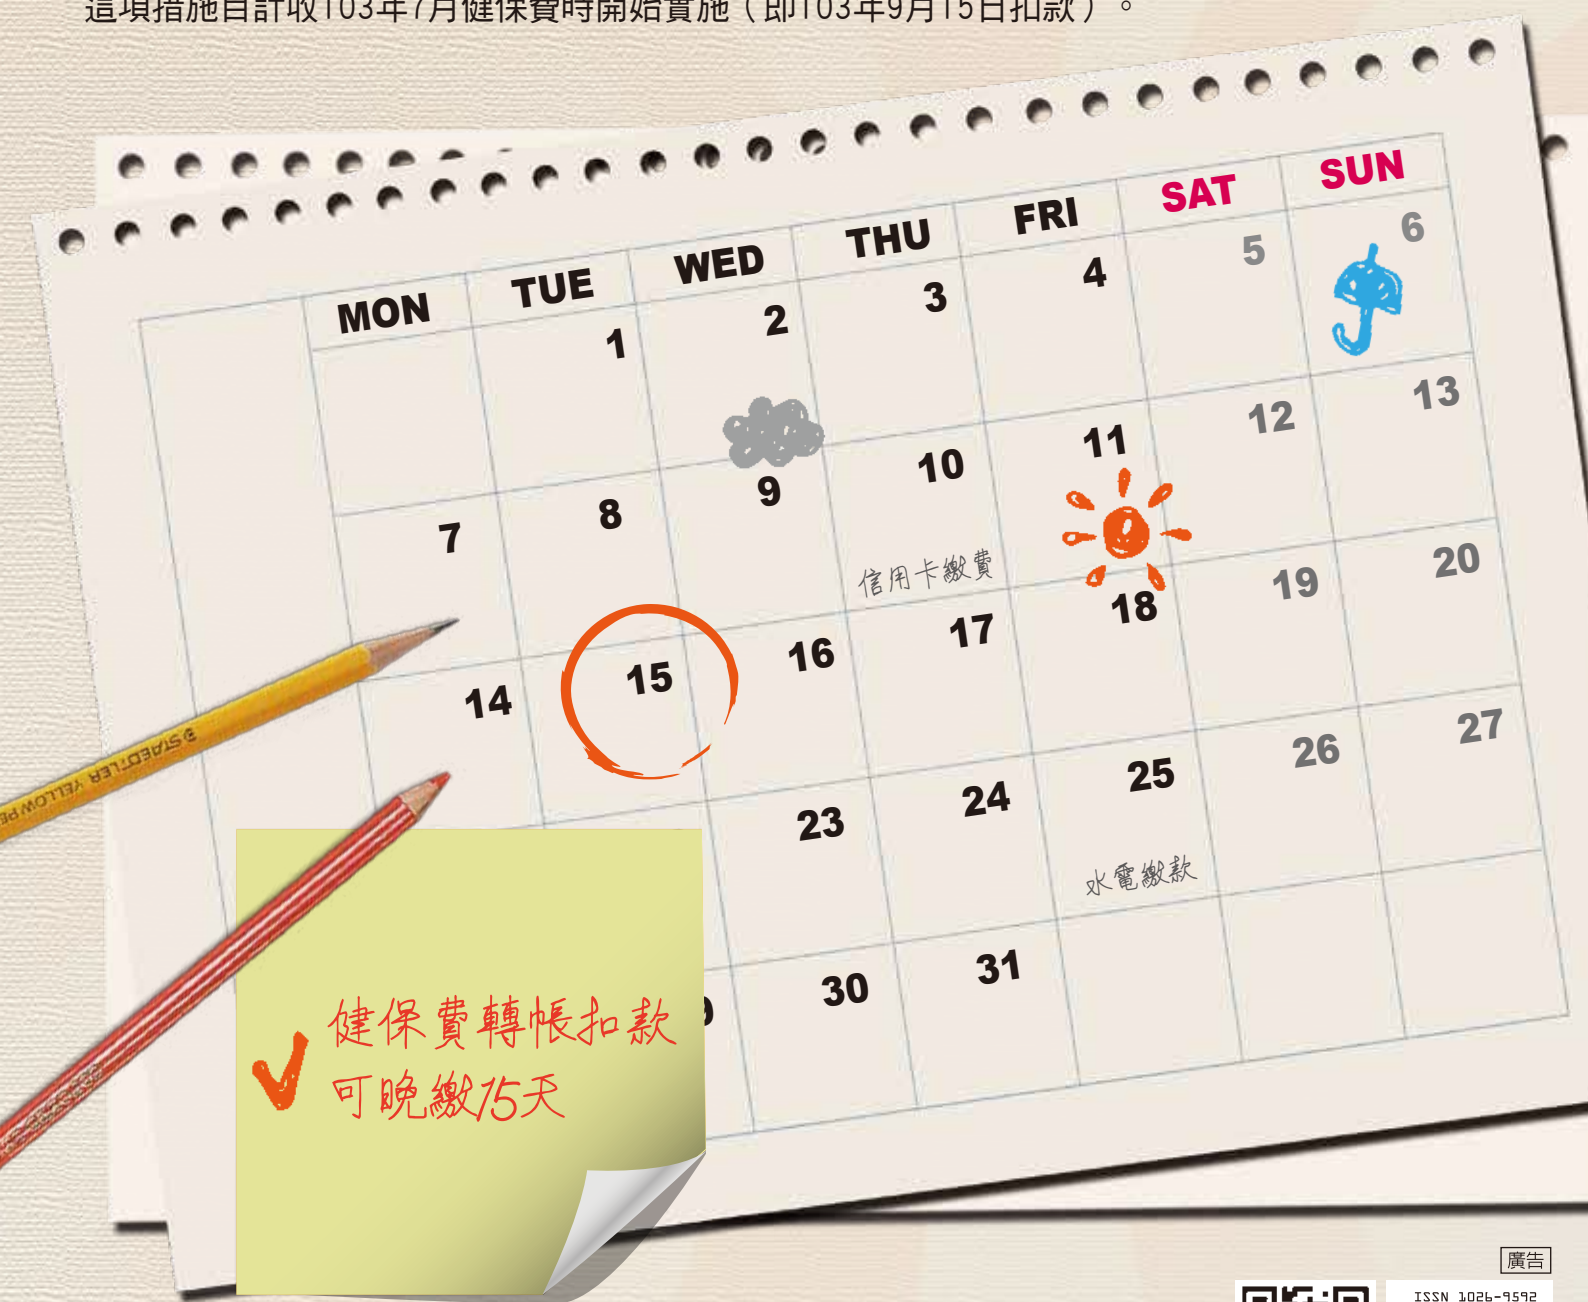 這項措施自計收103年7月健保費時開始實施（即103年9月15日扣款）。
MON TUE WED THU FRI SAT SUN
1 2 3 4 5 6
7 8 9 10 11 12 13
信用卡繳費
14 15 16 17 18 19 20
23 24 25 26 27
水電繳款
30 31
STAEDTLER YELLOW PE
健保費轉帳扣款
可晚繳15天
廣告
ISSN 1026-9592